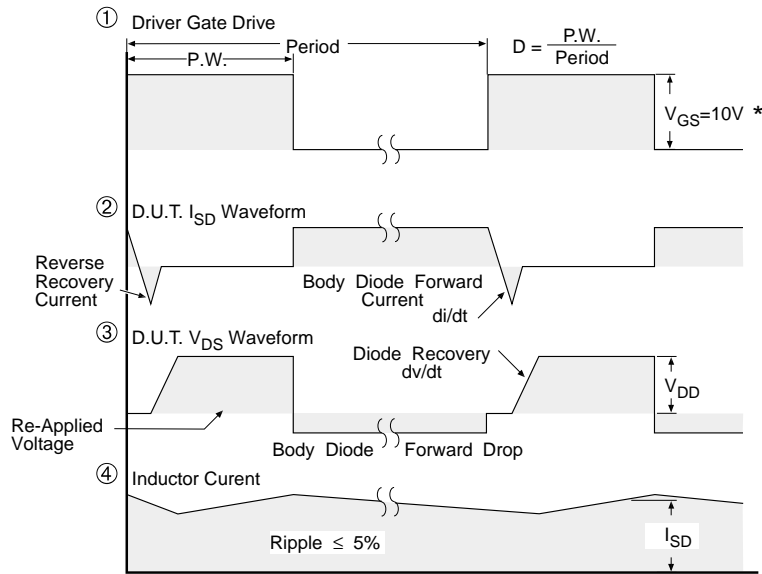 ① Driver Gate Drive
Period
P.W.
D = P.W. / Period
V_GS=10V *
② D.U.T. I_SD Waveform
Reverse
Recovery
Current
Body Diode Forward
Current
di/dt
③ D.U.T. V_DS Waveform
Diode Recovery
dv/dt
V_DD
Re-Applied
Voltage
Body Diode Forward Drop
④ Inductor Curent
Ripple ≤ 5%
I_SD